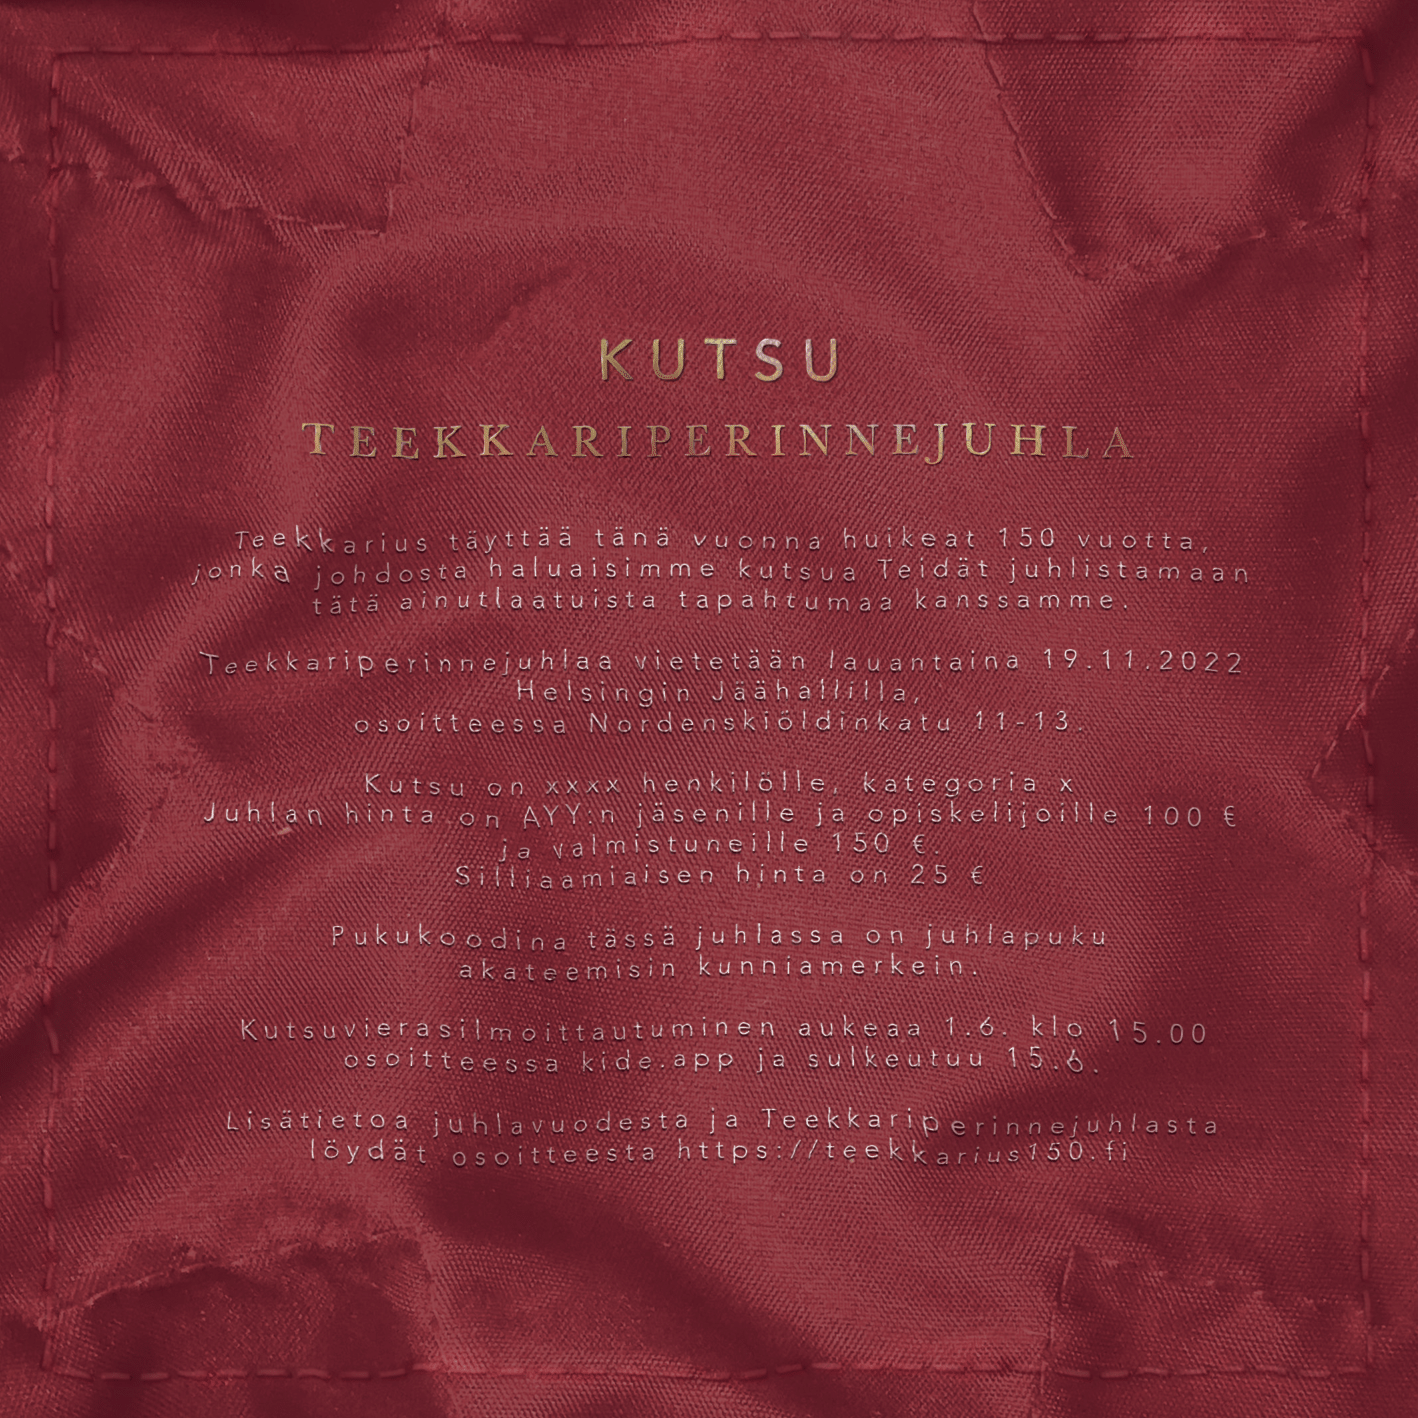 KUTSU
TEEKKARIPERINNEJUHLA
Teekkarius täyttää tänä vuonna huikeat 150 vuotta,
jonka johdosta haluaisimme kutsua Teidät juhlistamaan
tätä ainutlaatuista tapahtumaa kanssamme.
Teekkariperinnejuhlaa vietetään lauantaina 19.11.2022
Helsingin Jäähallilla,
osoitteessa Nordenskiöldinkatu 11-13.
Kutsu on xxxx henkilölle, kategoria x
Juhlan hinta on AYY:n jäsenille ja opiskelijoille 100 €
ja valmistuneille 150 €.
Silliaamiaisen hinta on 25 €
Pukukoodina tässä juhlassa on juhlapuku
akateemisin kunniamerkein.
Kutsuvierasilmoittautuminen aukeaa 1.6. klo 15.00
osoitteessa kide.app ja sulkeutuu 15.6.
Lisätietoa juhlavuodesta ja Teekkariperinnejuhlasta
löydät osoitteesta https://teekkarius150.fi